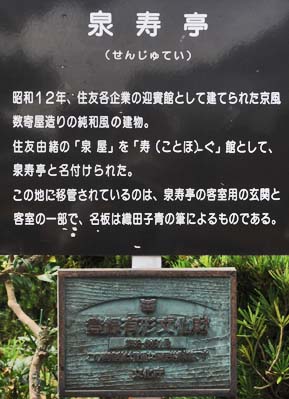 泉寿亭
（せんじゅてい）
昭和12年、住友各企業の迎賓館として建てられた京風
数寄屋造りの純和風の建物。
住友由緒の「泉屋」を「寿（ことほ）ぐ」館として、
泉寿亭と名付けられた。
この地に移管されているのは、泉寿亭の客室用の玄関と
客室の一部で、名板は織田子青の筆によるものである。
登録有形文化財
文化庁